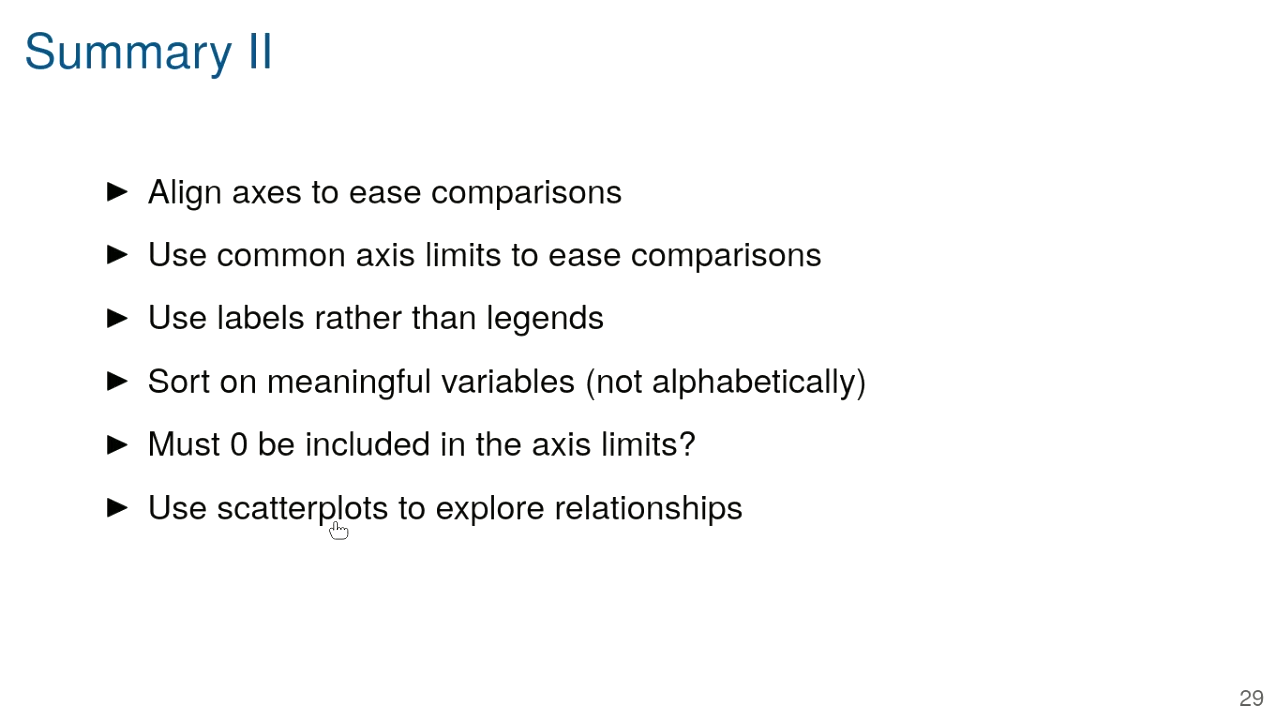 Summary II
▶ Align axes to ease comparisons
▶ Use common axis limits to ease comparisons
▶ Use labels rather than legends
▶ Sort on meaningful variables (not alphabetically)
▶ Must 0 be included in the axis limits?
▶ Use scatterplots to explore relationships
29